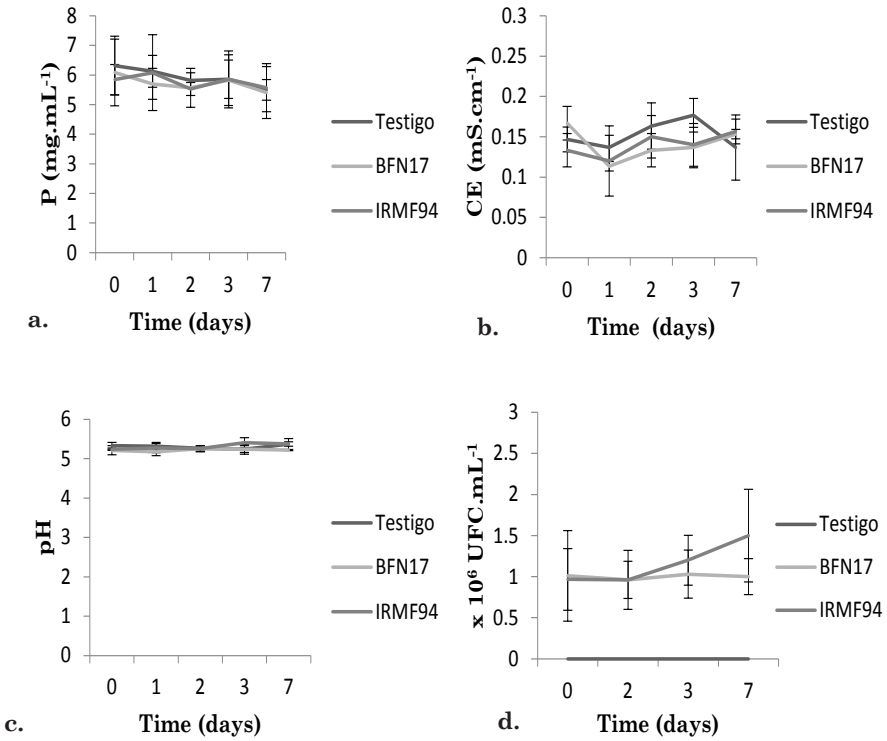 8
7
6
5
4
3
2
1
0
P (mg.mL⁻¹)
0 1 2 3 7
Time (days)
Testigo
BFN17
IRMF94
a.
0.3
0.25
0.2
0.15
0.1
0.05
0
CE (mS.cm⁻¹)
0 1 2 3 7
Time (days)
Testigo
BFN17
IRMF94
b.
6
5
4
3
2
1
0
pH
0 1 2 3 7
Time (days)
Testigo
BFN17
IRMF94
c.
3
2.5
2
1.5
1
0.5
0
x 10⁶ UFC.mL⁻¹
0 2 3 7
Time (days)
Testigo
BFN17
IRMF94
d.